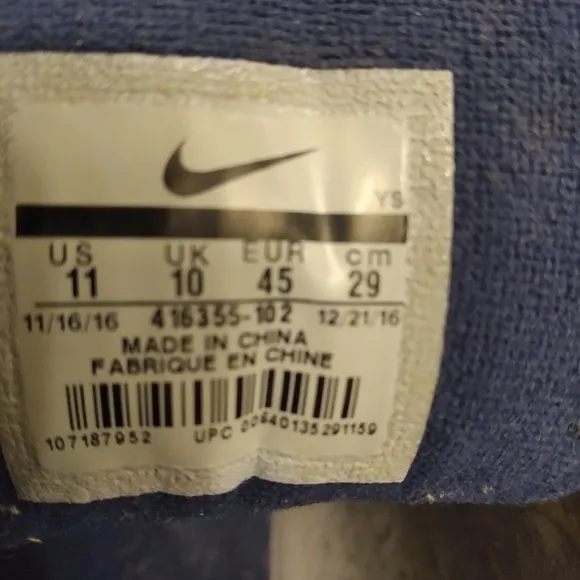 YS
US UK EUR cm
11 10 45 29
11/16/16 416355-102 12/21/16
MADE IN CHINA
FABRIQUE EN CHINE
107187952 UPC 00640135291159